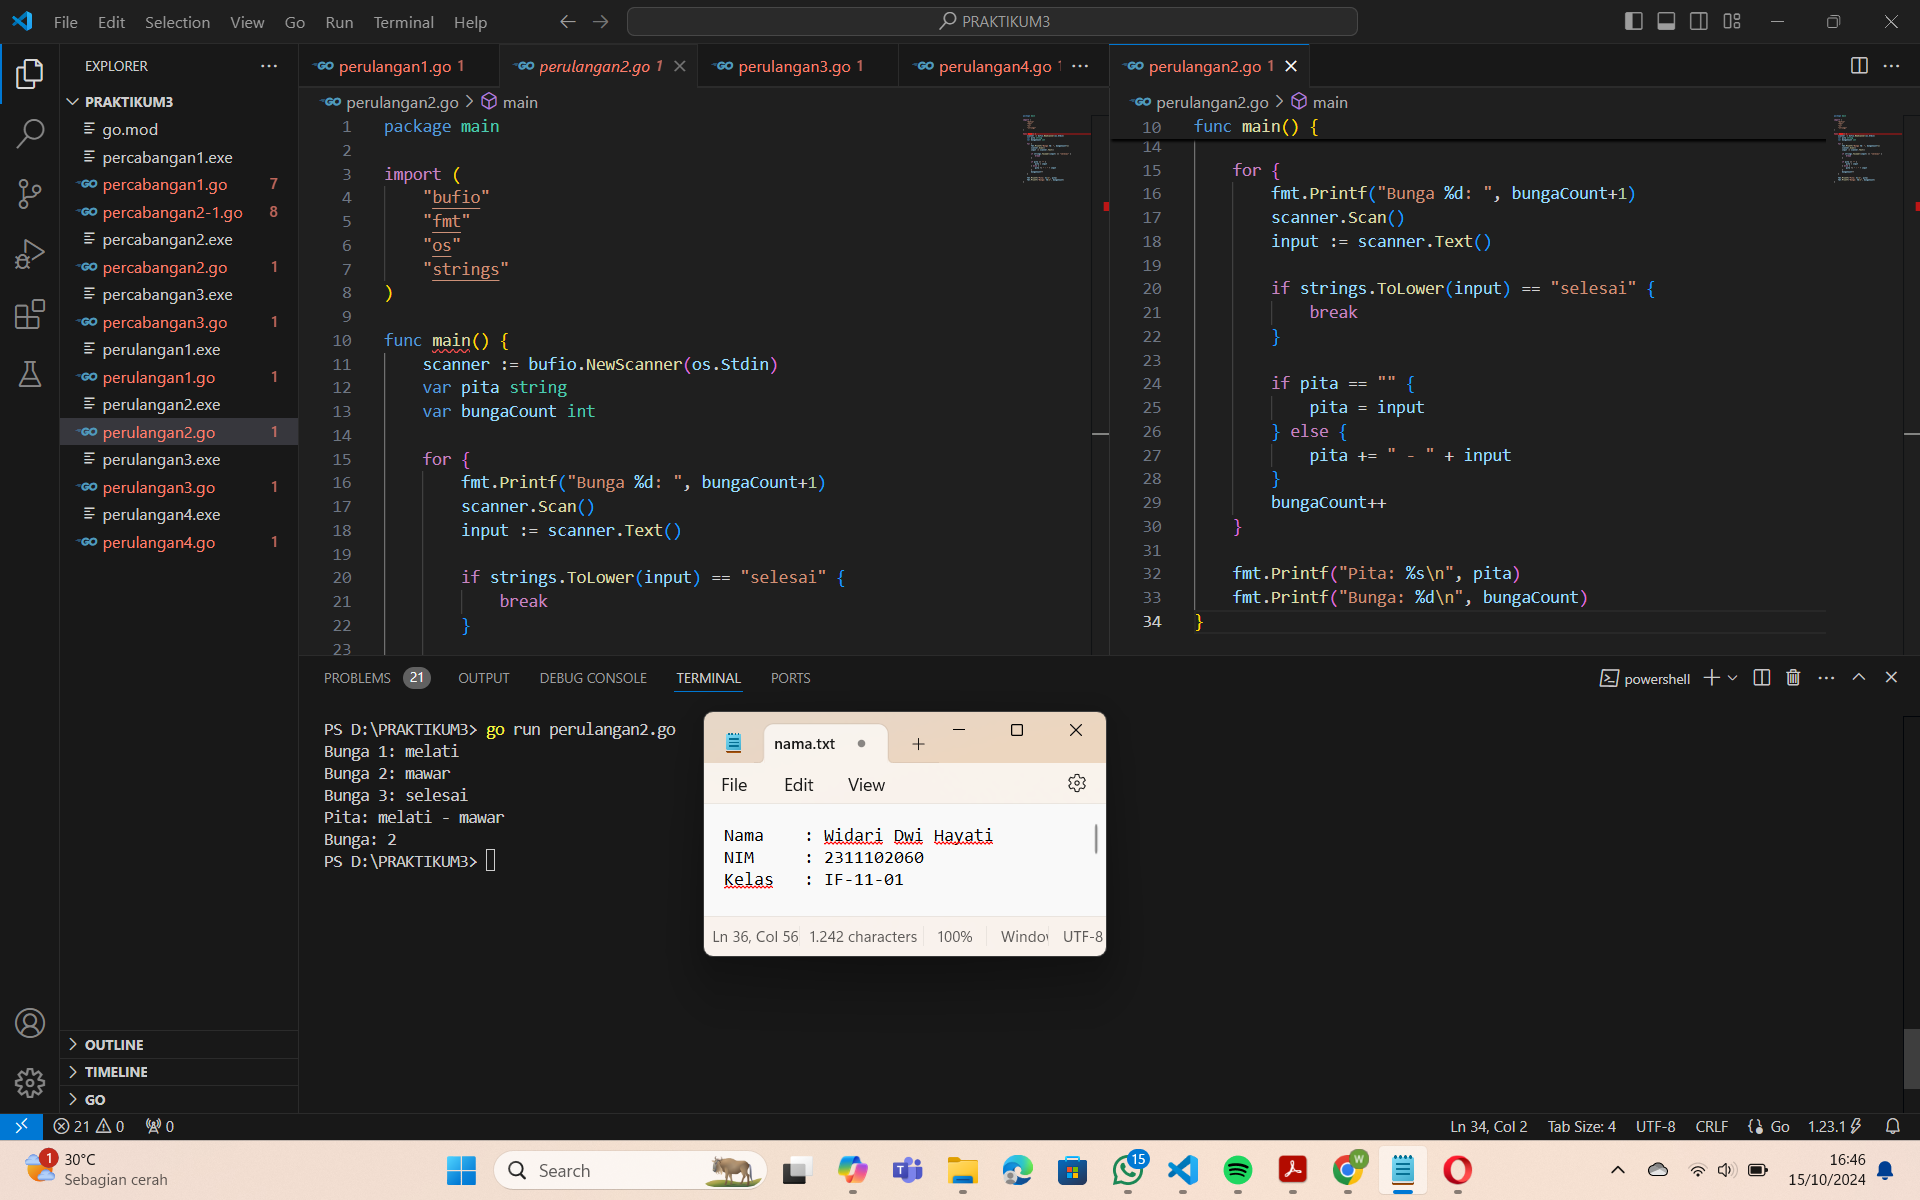 File Edit Selection View Go Run Terminal Help
PRAKTIKUM3
EXPLORER
PRAKTIKUM3
go.mod
percabangan1.exe
percabangan1.go 7
percabangan2-1.go 8
percabangan2.exe
percabangan2.go 1
percabangan3.exe
percabangan3.go 1
perulangan1.exe
perulangan1.go 1
perulangan2.exe
perulangan2.go 1
perulangan3.exe
perulangan3.go 1
perulangan4.exe
perulangan4.go 1
OUTLINE
TIMELINE
GO
perulangan1.go 1
perulangan2.go 1
perulangan3.go 1
perulangan4.go
perulangan2.go > main
1 package main
2
3 import (
4 "bufio"
5 "fmt"
6 "os"
7 "strings"
8 )
9
10 func main() {
11 scanner := bufio.NewScanner(os.Stdin)
12 var pita string
13 var bungaCount int
14
15 for {
16 fmt.Printf("Bunga %d: ", bungaCount+1)
17 scanner.Scan()
18 input := scanner.Text()
19
20 if strings.ToLower(input) == "selesai" {
21 break
22 }
23
perulangan2.go 1
perulangan2.go > main
10 func main() {
14
15 for {
16 fmt.Printf("Bunga %d: ", bungaCount+1)
17 scanner.Scan()
18 input := scanner.Text()
19
20 if strings.ToLower(input) == "selesai" {
21 break
22 }
23
24 if pita == "" {
25 pita = input
26 } else {
27 pita += " - " + input
28 }
29 bungaCount++
30 }
31
32 fmt.Printf("Pita: %s\n", pita)
33 fmt.Printf("Bunga: %d\n", bungaCount)
34 }
PROBLEMS 21 OUTPUT DEBUG CONSOLE TERMINAL PORTS
powershell
PS D:\PRAKTIKUM3> go run perulangan2.go
Bunga 1: melati
Bunga 2: mawar
Bunga 3: selesai
Pita: melati - mawar
Bunga: 2
PS D:\PRAKTIKUM3>
nama.txt
File Edit View
Nama : Widari Dwi Hayati
NIM : 2311102060
Kelas : IF-11-01
Ln 36, Col 56 1.242 characters 100% Windo UTF-8
21 0 0
Ln 34, Col 2 Tab Size: 4 UTF-8 CRLF Go 1.23.1
1 30°C
Sebagian cerah
Search
15
W
16:46
15/10/2024